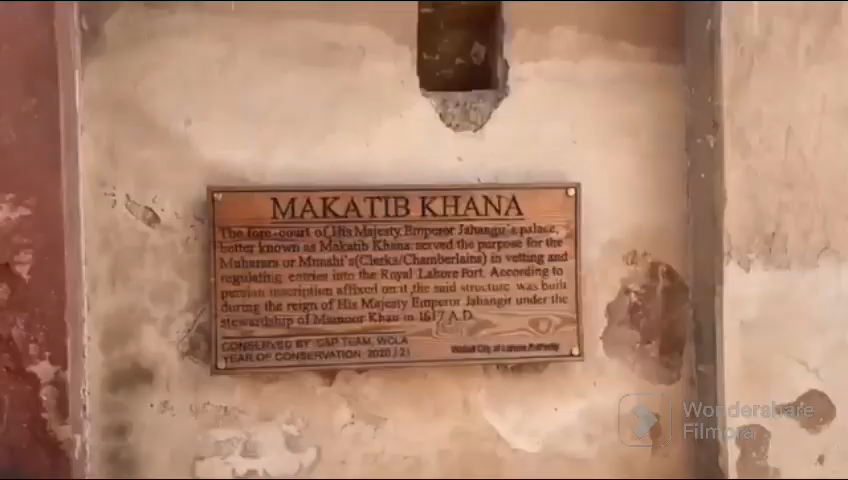 MAKATIB KHANA
The fore-court of His Majesty Emperor Jahangir's palace,
better known as Makatib Khana served the purpose for the
Muharars or Munshi's(Clerks/Chamberlains) in vetting and
regulating entries into the Royal Lahore Fort. According to
persian inscription affixed on it the said structure was built
during the reign of His Majesty Emperor Jahangir under the
stewardship of Mamoor Khan in 1617 A.D.
CONSERVED BY: C&P TEAM, WCLA
YEAR OF CONSERVATION: 2020 / 21
Walled City of Lahore Authority
Wondershare
Filmora